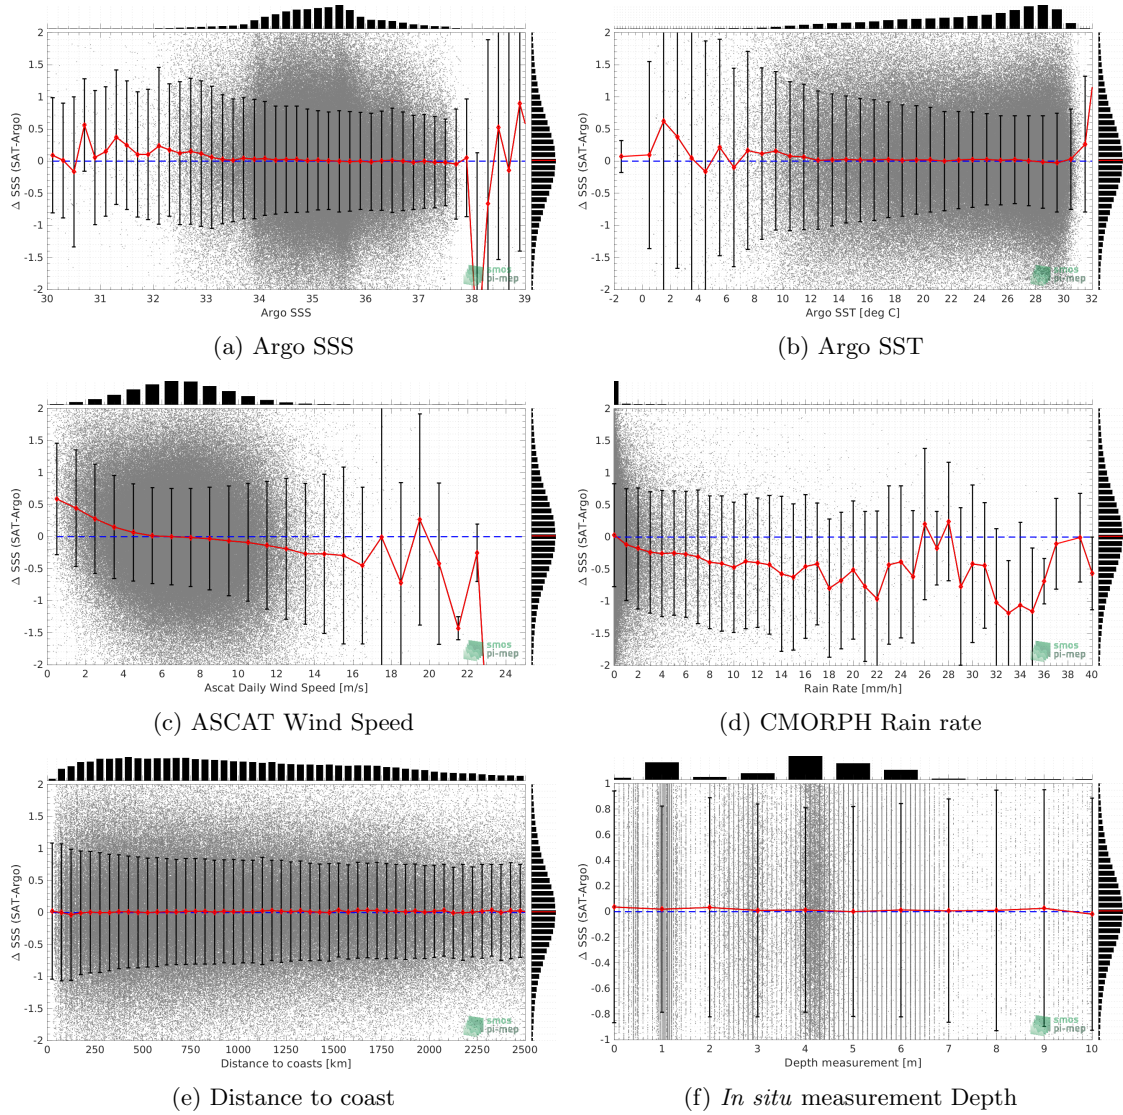 2
1.5
1
0.5
0
-0.5
-1
-1.5
-2
Δ SSS (SAT-Argo)
30 31 32 33 34 35 36 37 38 39
Argo SSS
smos
pi-mep
(a) Argo SSS
2
1.5
1
0.5
0
-0.5
-1
-1.5
-2
Δ SSS (SAT-Argo)
-2 0 2 4 6 8 10 12 14 16 18 20 22 24 26 28 30 32
Argo SST [deg C]
smos
pi-mep
(b) Argo SST
2
1.5
1
0.5
0
-0.5
-1
-1.5
-2
Δ SSS (SAT-Argo)
0 2 4 6 8 10 12 14 16 18 20 22 24
Ascat Daily Wind Speed [m/s]
smos
pi-mep
(c) ASCAT Wind Speed
2
1.5
1
0.5
0
-0.5
-1
-1.5
-2
Δ SSS (SAT-Argo)
0 2 4 6 8 10 12 14 16 18 20 22 24 26 28 30 32 34 36 38 40
Rain Rate [mm/h]
smos
pi-mep
(d) CMORPH Rain rate
2
1.5
1
0.5
0
-0.5
-1
-1.5
-2
Δ SSS (SAT-Argo)
0 250 500 750 1000 1250 1500 1750 2000 2250 2500
Distance to coasts [km]
smos
pi-mep
(e) Distance to coast
1
0.8
0.6
0.4
0.2
0
-0.2
-0.4
-0.6
-0.8
-1
Δ SSS (SAT-Argo)
0 1 2 3 4 5 6 7 8 9 10
Depth measurement [m]
smos
pi-mep
(f) In situ measurement Depth